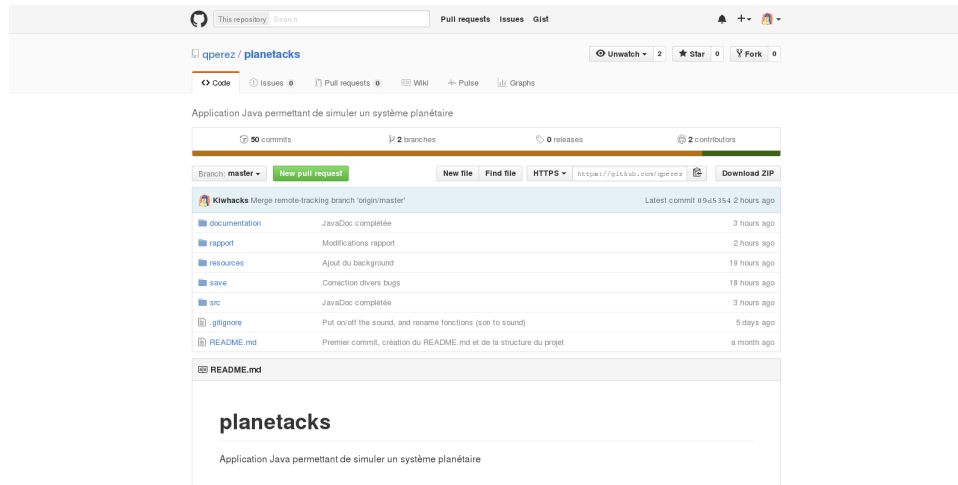 This repository Search Pull requests Issues Gist
qperez / planetacks Unwatch 2 Star 0 Fork 0
Code Issues 0 Pull requests 0 Wiki Pulse Graphs
Application Java permettant de simuler un système planétaire
50 commits 2 branches 0 releases 2 contributors
Branch: master New pull request New file Find file HTTPS https://github.com/qperez Download ZIP
Kiwhacks Merge remote-tracking branch 'origin/master' Latest commit 09d5354 2 hours ago
documentation JavaDoc complétée 3 hours ago
rapport Modifications rapport 2 hours ago
resources Ajout du background 19 hours ago
save Correction divers bugs 18 hours ago
src JavaDoc complétée 3 hours ago
.gitignore Put on/off the sound, and rename fonctions (son to sound) 5 days ago
README.md Premier commit, création du README.md et de la structure du projet a month ago
README.md
planetacks
Application Java permettant de simuler un système planétaire